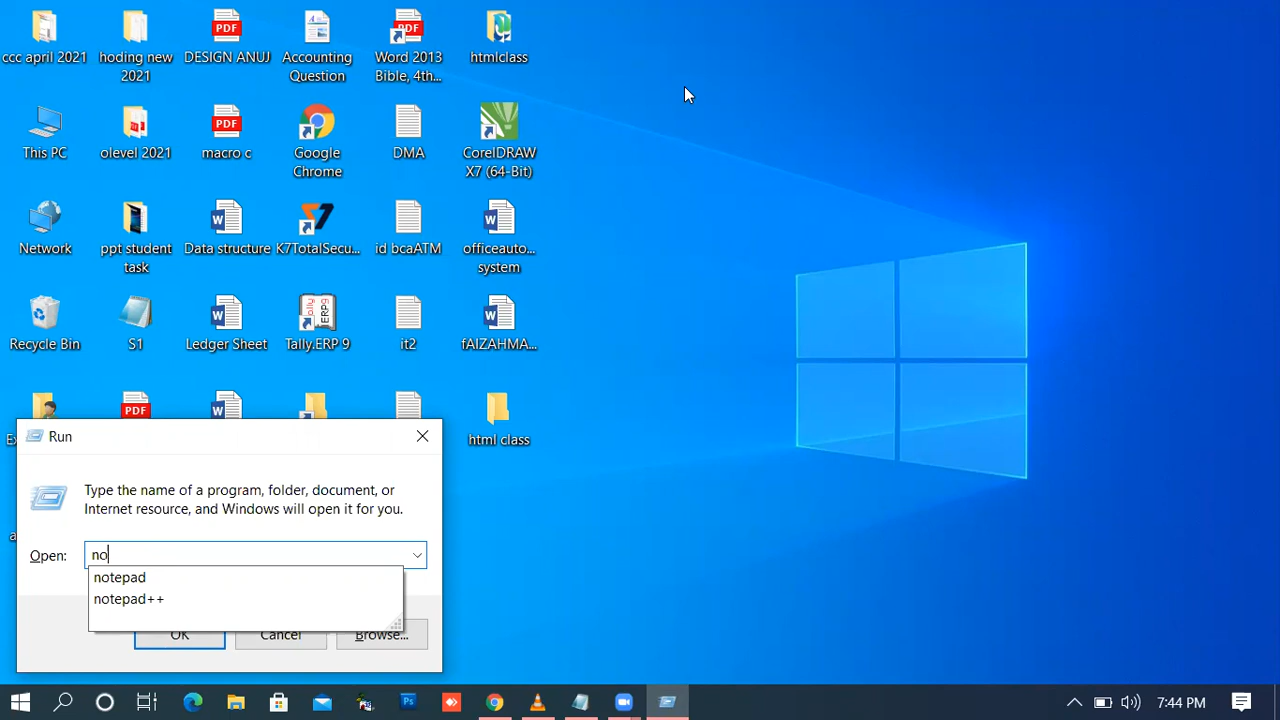 ccc april 2021
hoding new
2021
DESIGN ANUJ
Accounting
Question
Word 2013
Bible, 4th...
htmlclass
This PC
olevel 2021
macro c
Google
Chrome
DMA
CorelDRAW
X7 (64-Bit)
Network
ppt student
task
Data structure
K7TotalSecu...
id bcaATM
officeauto...
system
Recycle Bin
S1
Ledger Sheet
Tally.ERP 9
it2
fAIZAHMA...
html class
Run
Type the name of a program, folder, document, or
Internet resource, and Windows will open it for you.
Open:
no
notepad
notepad++
OK
Cancel
Browse...
7:44 PM